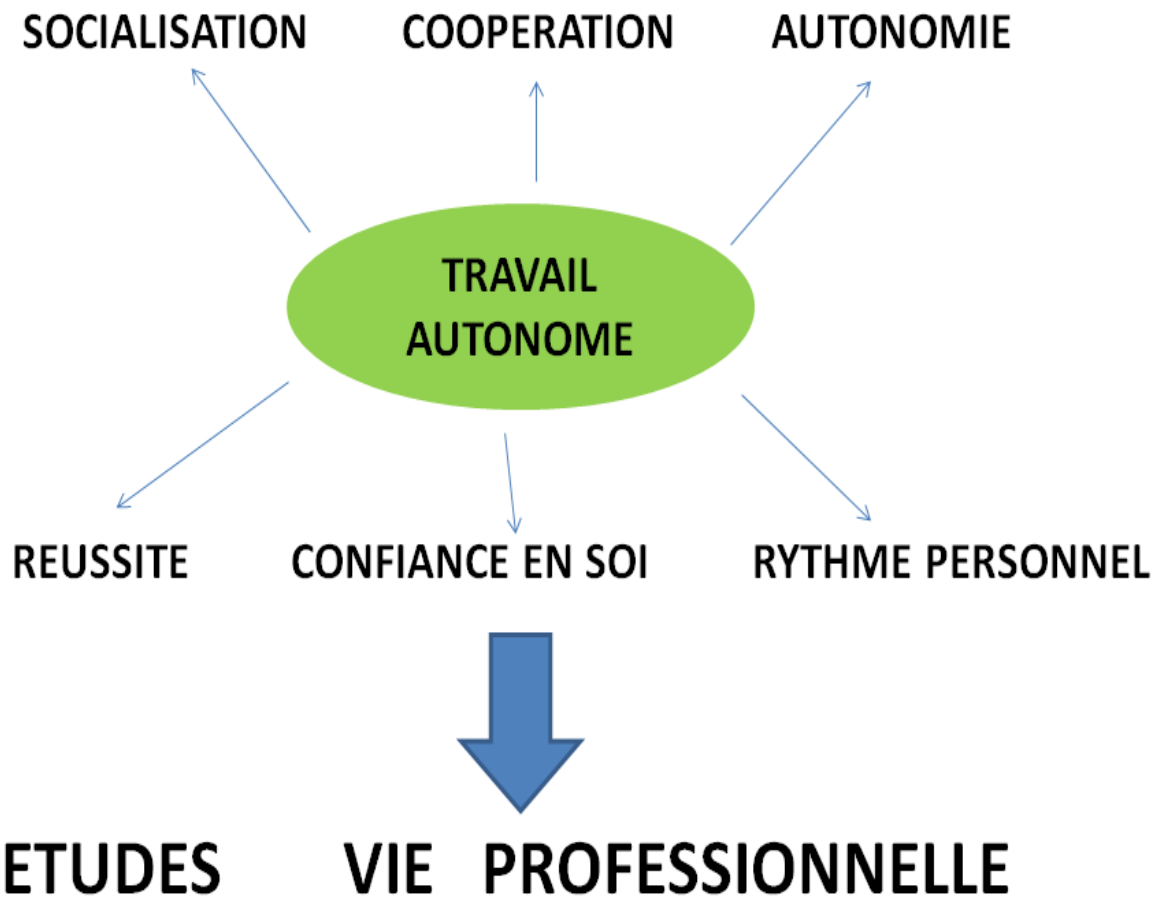 SOCIALISATION COOPERATION AUTONOMIE
TRAVAIL
AUTONOME
REUSSITE CONFIANCE EN SOI RYTHME PERSONNEL
ETUDES VIE PROFESSIONNELLE